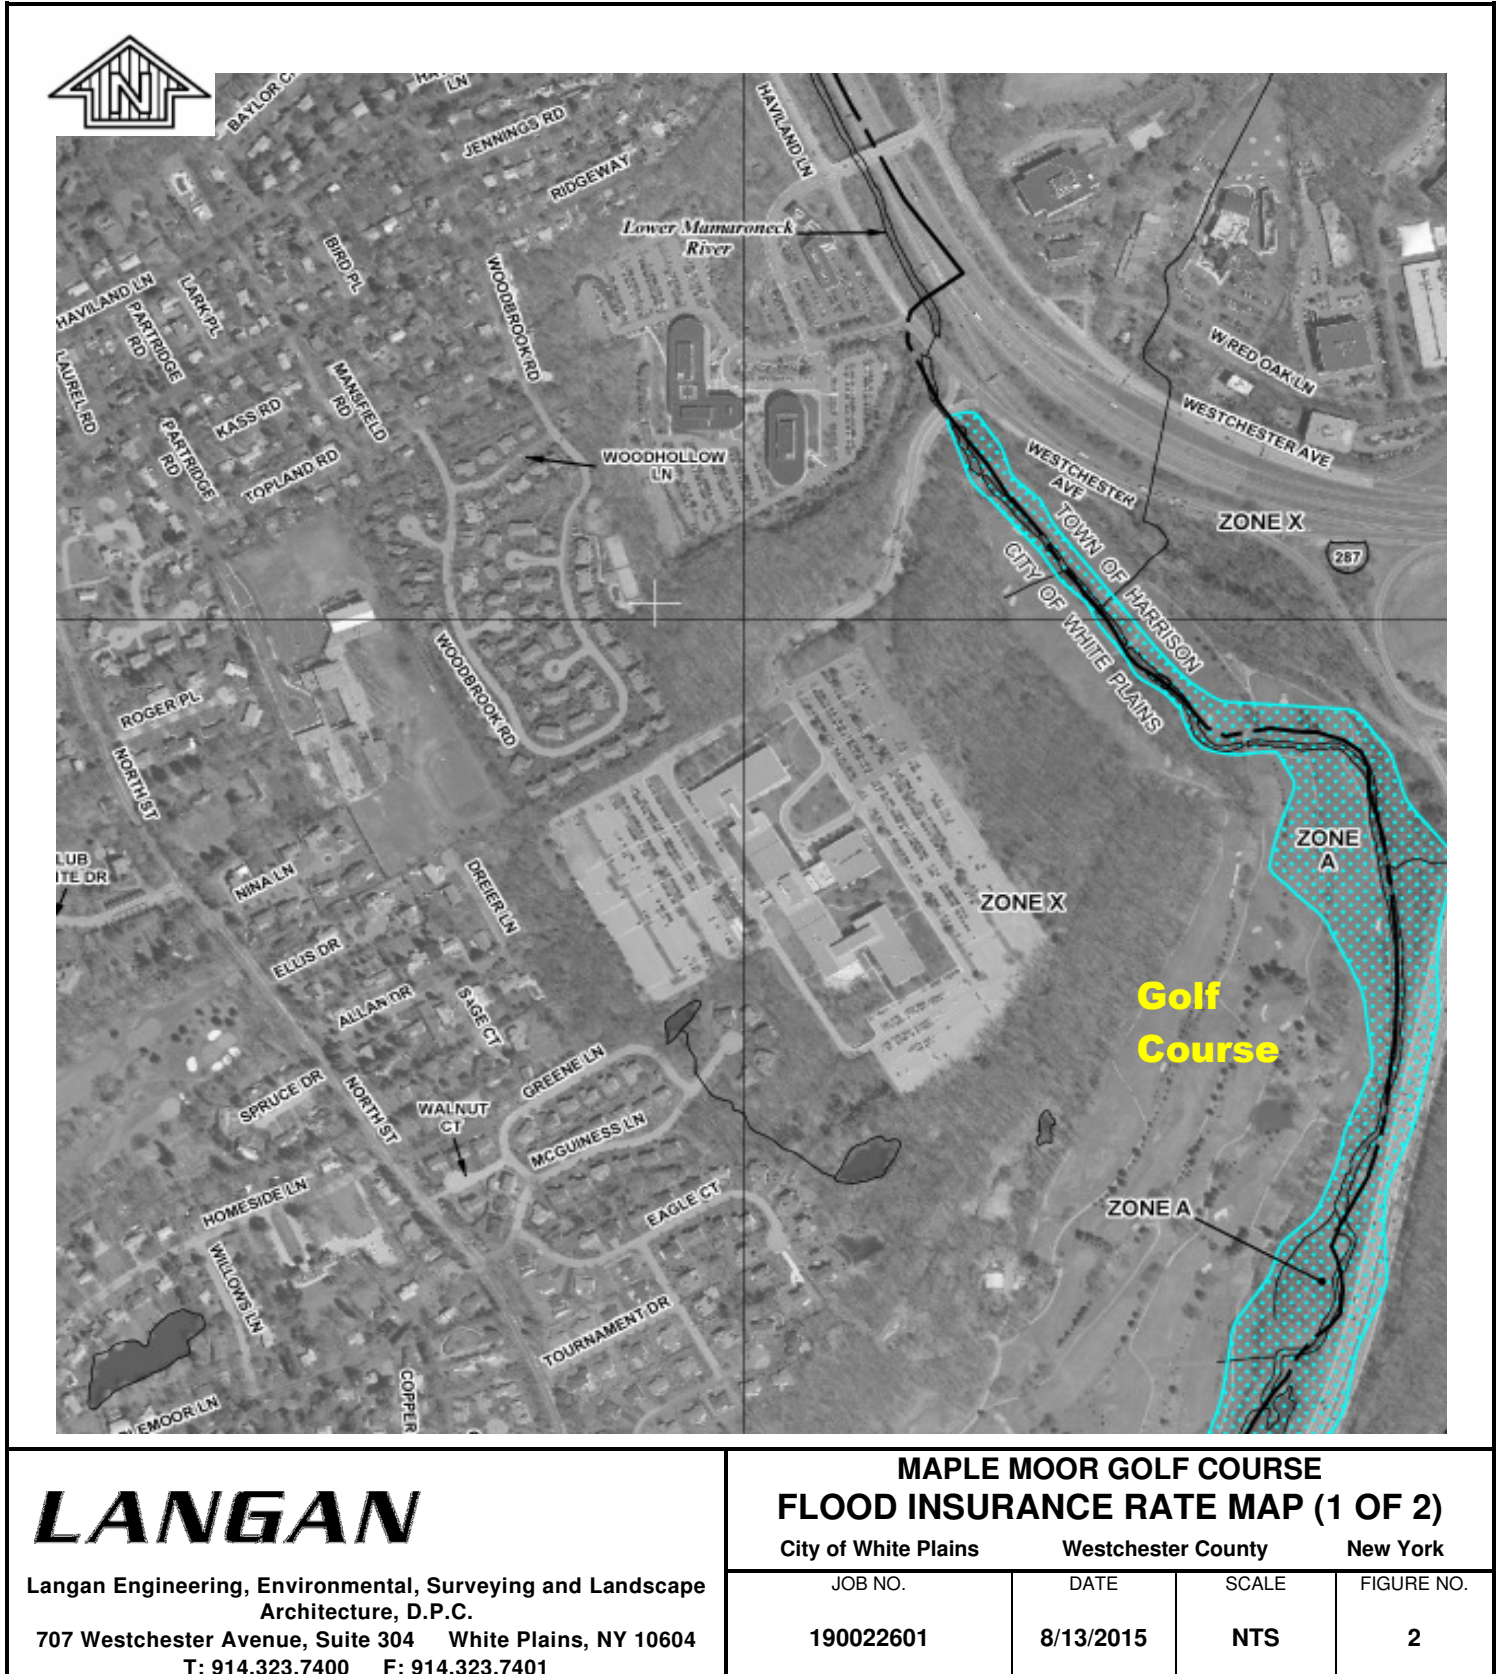 N
BAYLOR C
HA
LN
JENNINGS RD
RIDGEWAY
HAVILAND LN
Lower Mamaroneck
River
HAVILAND LN
LARK PL
PARTRIDGE
RD
BIRD PL
WOODBROOK RD
LAUREL RD
KASS RD
MANSFIELD
RD
PARTRIDGE
RD
TOPLAND RD
WOODHOLLOW
LN
W RED OAK LN
WESTCHESTER AVE
WESTCHESTER
AVE
ZONE X
287
TOWN OF HARRISON
CITY OF WHITE PLAINS
WOODBROOK RD
ROGER PL
NORTH ST
LUB
ITE DR
NINA LN
DREIER LN
ZONE
A
ZONE X
ELLIS DR
ALLAN DR
SAGE CT
Golf
Course
GREENE LN
SPRUCE DR
NORTH ST
WALNUT
CT
MCGUINESS LN
HOMESIDE LN
EAGLE CT
ZONE A
WILLOWS LN
TOURNAMENT DR
COPPER
LEMOOR LN
LANGAN
Langan Engineering, Environmental, Surveying and Landscape
Architecture, D.P.C.
707 Westchester Avenue, Suite 304 White Plains, NY 10604
T: 914.323.7400 F: 914.323.7401
MAPLE MOOR GOLF COURSE
FLOOD INSURANCE RATE MAP (1 OF 2)
City of White Plains Westchester County New York
JOB NO. DATE SCALE FIGURE NO.
190022601 8/13/2015 NTS 2